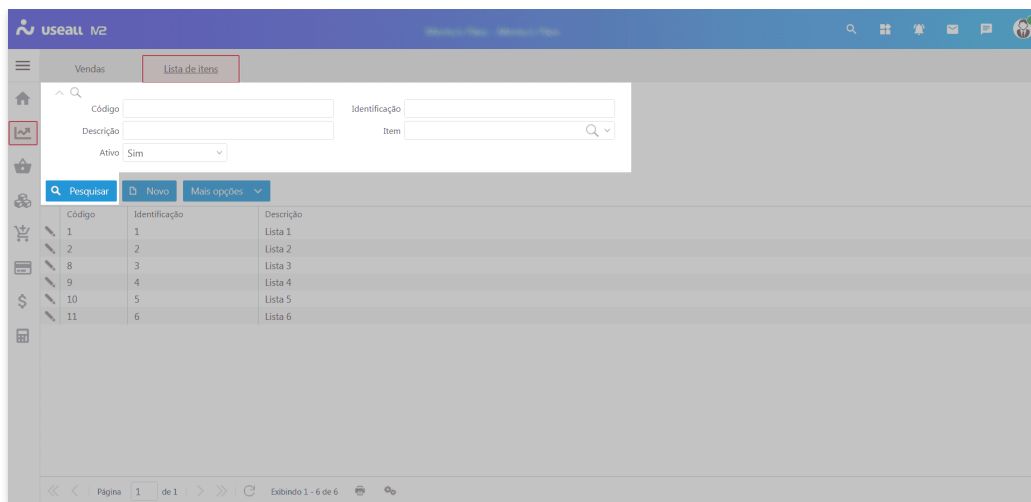 useall M2
Vendas Lista de itens
Código Identificação
Descrição Item
Ativo Sim
Pesquisar Novo Mais opções
Código Identificação Descrição
1 1 Lista 1
2 2 Lista 2
8 3 Lista 3
9 4 Lista 4
10 5 Lista 5
11 6 Lista 6
Página 1 de 1 Exibindo 1 - 6 de 6